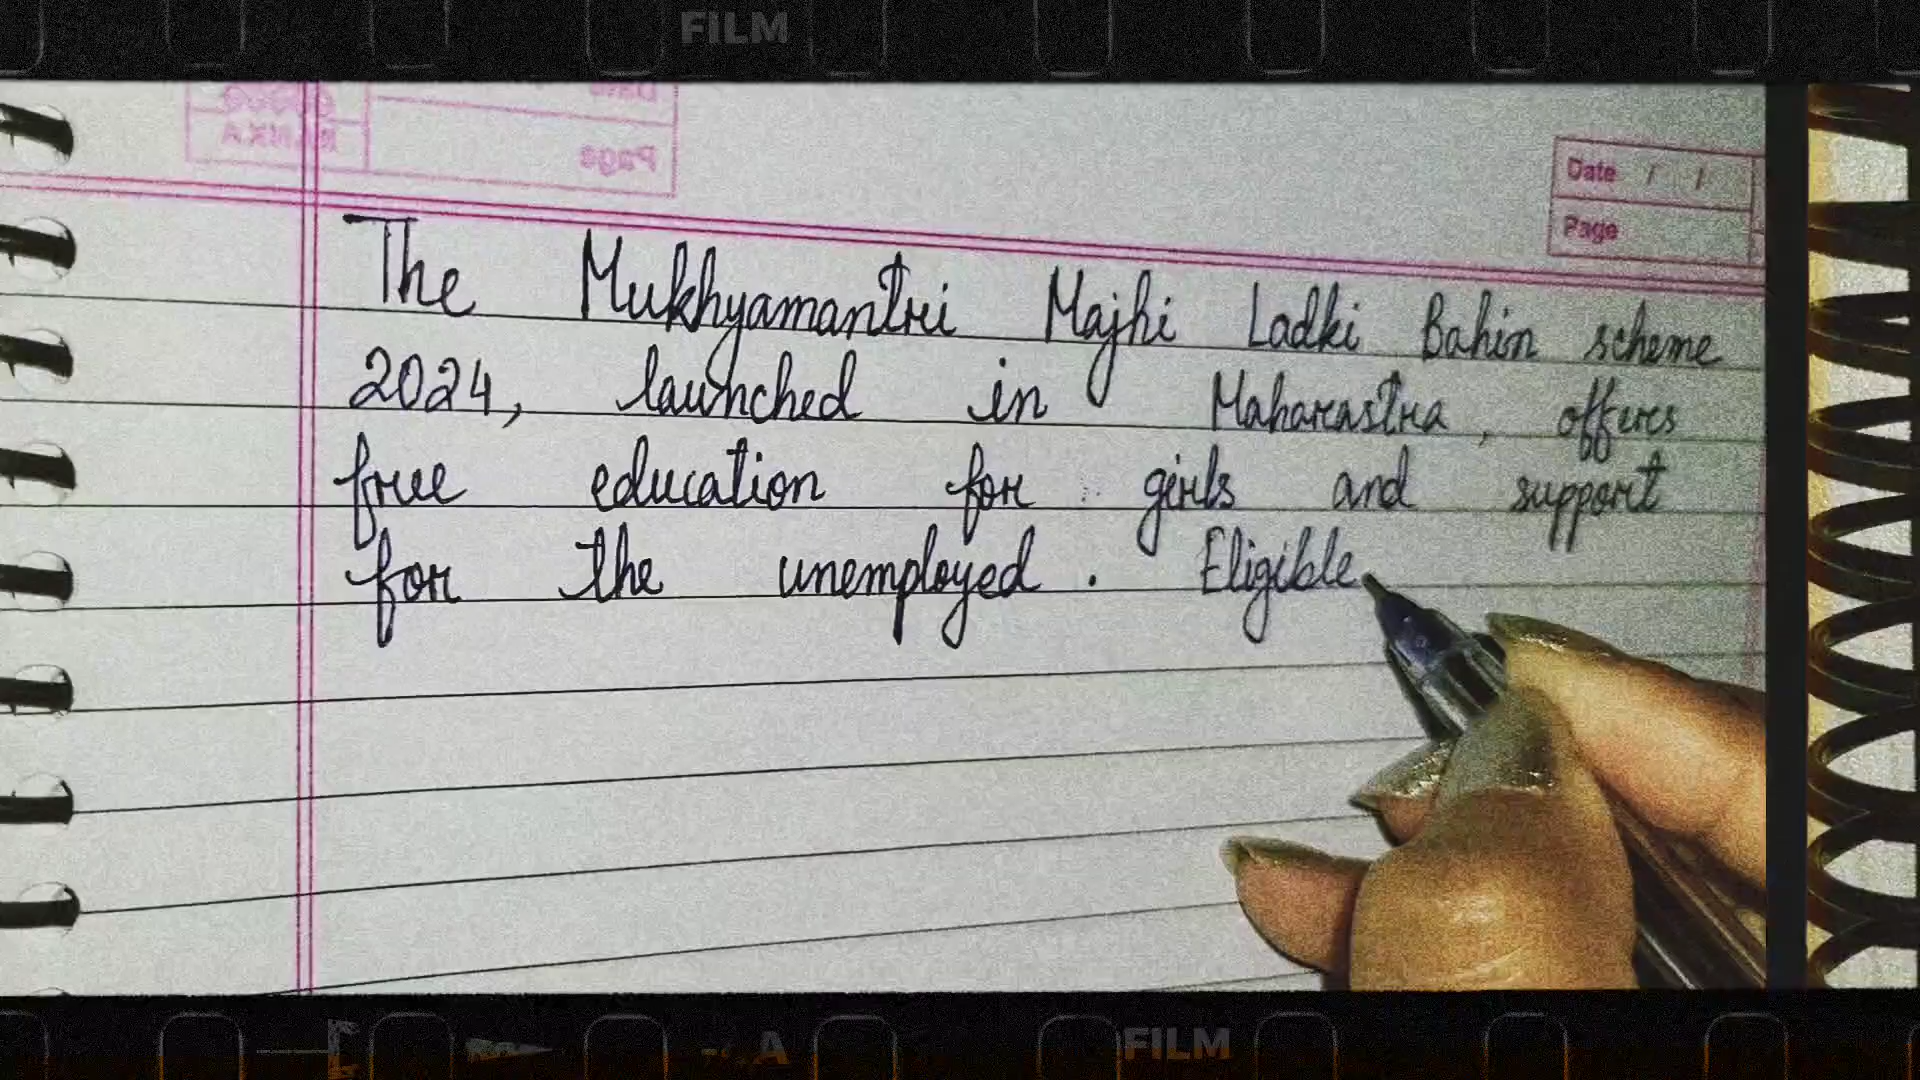 FILM
Date / /
Page
The Mukhyamantri Majhi Ladki Bahin scheme
2024, launched in Maharastra, offers
free education for girls and support
for the unemployed. Eligible
FILM